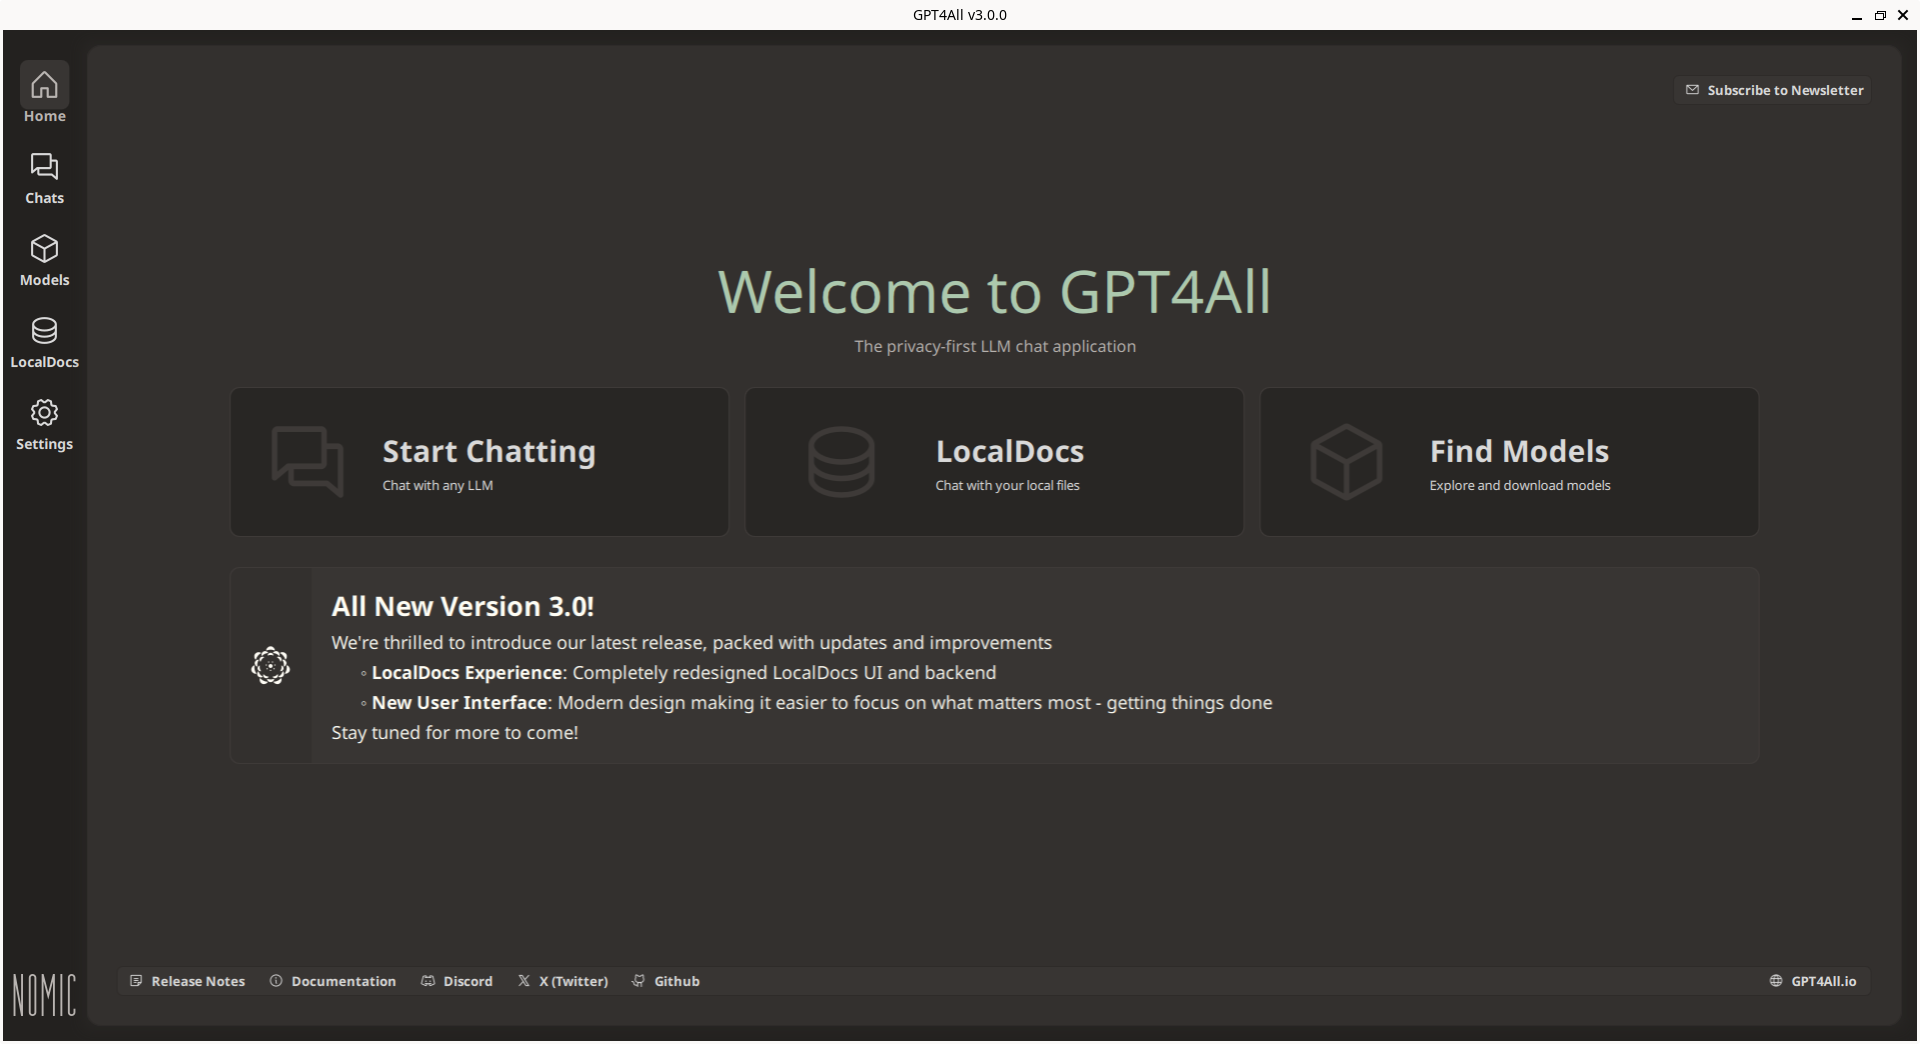 GPT4All v3.0.0
Home
Chats
Models
LocalDocs
Settings
NOMIC
Subscribe to Newsletter
Welcome to GPT4All
The privacy-first LLM chat application
Start Chatting
Chat with any LLM
LocalDocs
Chat with your local files
Find Models
Explore and download models
All New Version 3.0!
We're thrilled to introduce our latest release, packed with updates and improvements
◦ LocalDocs Experience: Completely redesigned LocalDocs UI and backend
◦ New User Interface: Modern design making it easier to focus on what matters most - getting things done
Stay tuned for more to come!
Release Notes
Documentation
Discord
X (Twitter)
Github
GPT4All.io